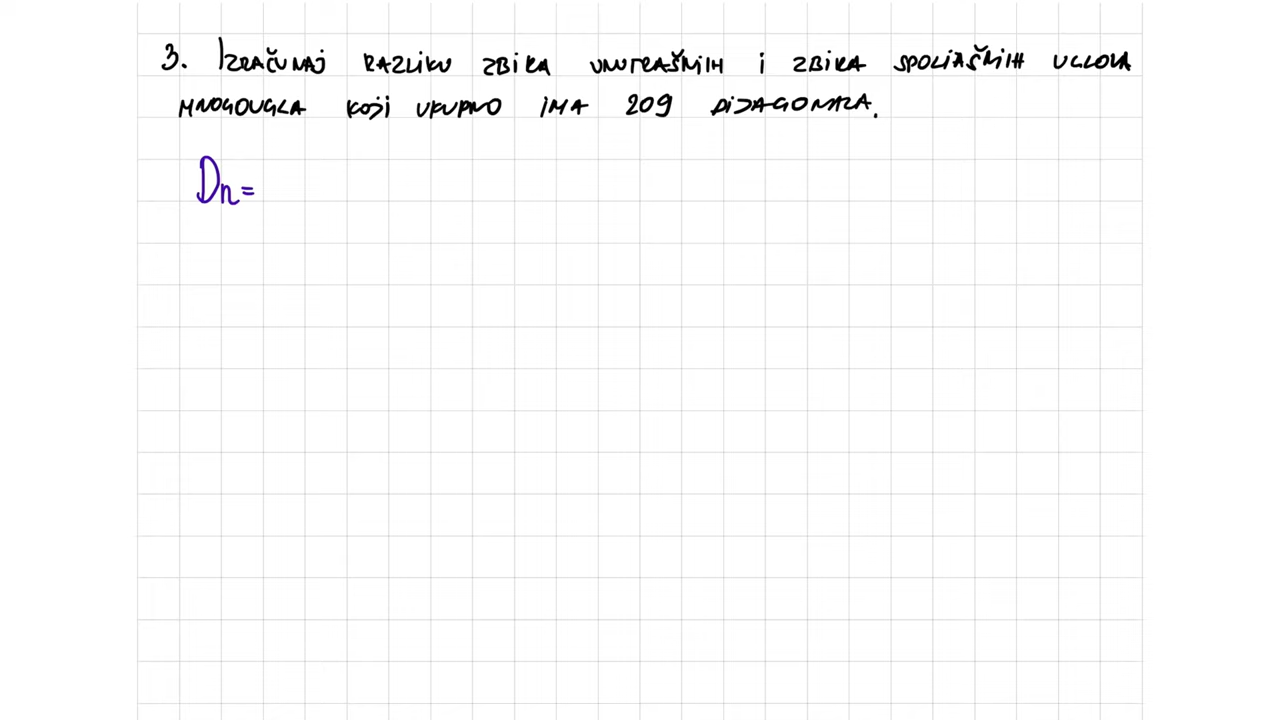 3. IZRAČUNAJ RAZLIKU ZBIRA UNUTRAŠNJIH I ZBIRA SPOLJAŠNJIH UGLOVA
MNOGOUGLA KOJI UKUPNO IMA 209 DIJAGONALA.
Dn=